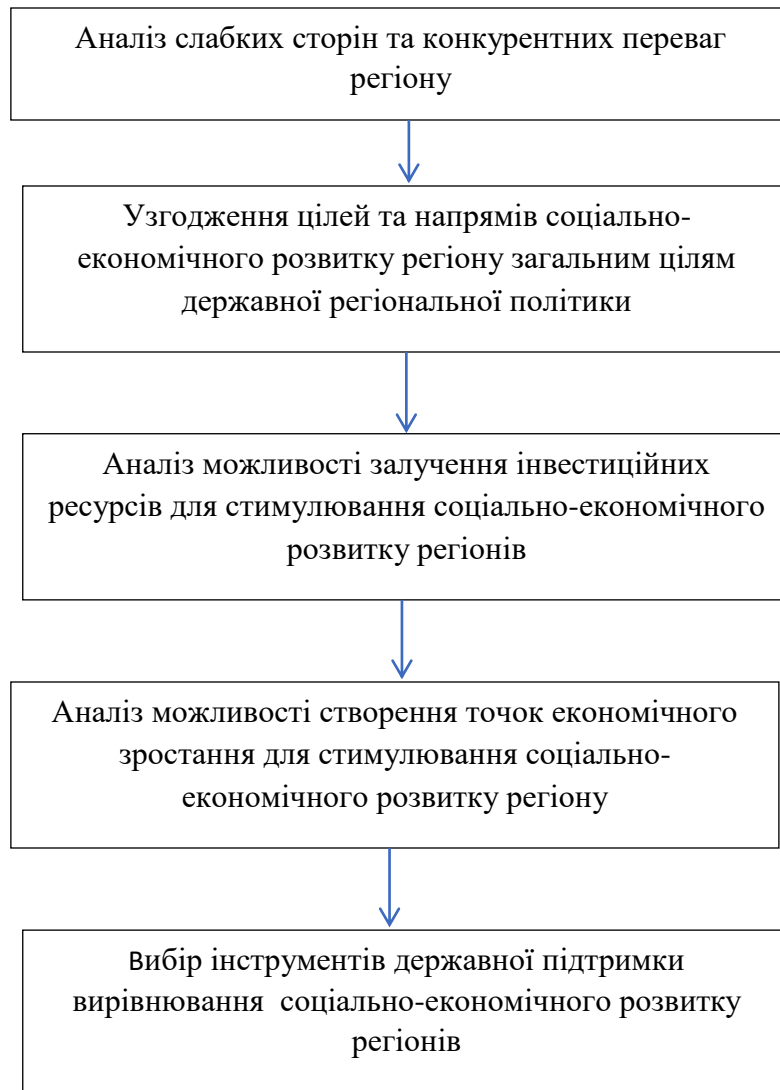 Аналіз слабких сторін та конкурентних переваг
регіону
Узгодження цілей та напрямів соціально-
економічного розвитку регіону загальним цілям
державної регіональної політики
Аналіз можливості залучення інвестиційних
ресурсів для стимулювання соціально-економічного
розвитку регіонів
Аналіз можливості створення точок економічного
зростання для стимулювання соціально-
економічного розвитку регіону
Вибір інструментів державної підтримки
вирівнювання соціально-економічного розвитку
регіонів